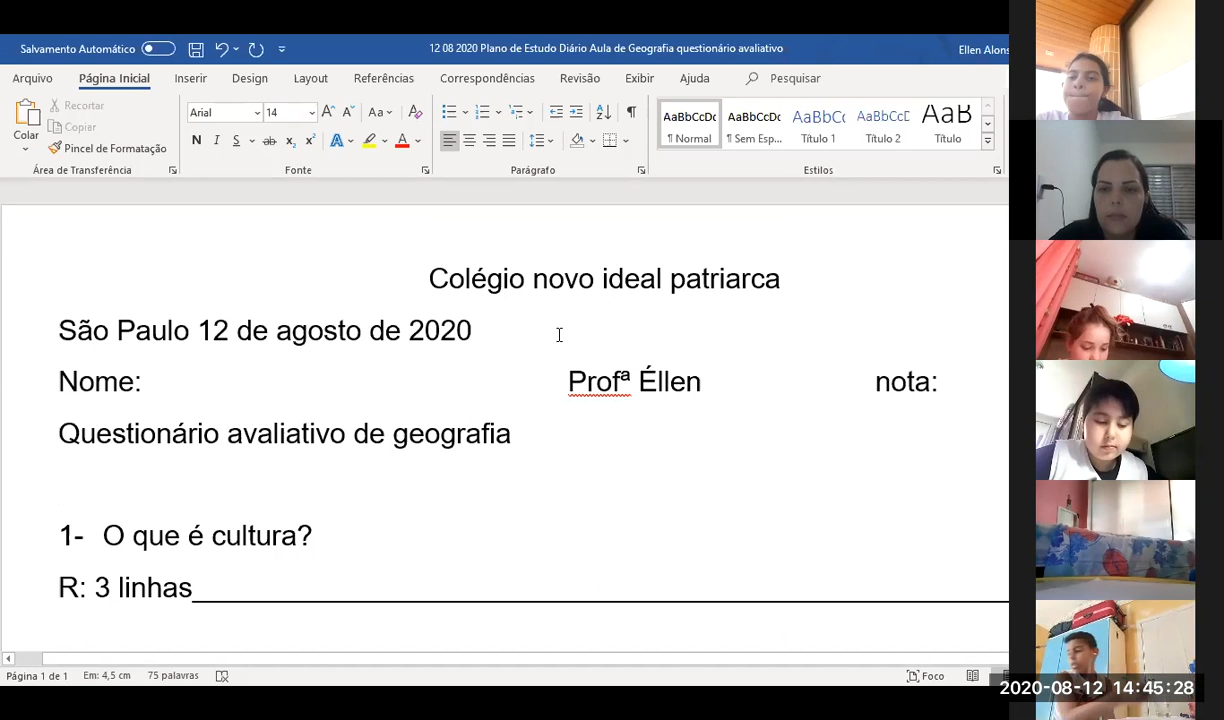 Salvamento Automático
12 08 2020 Plano de Estudo Diário Aula de Geografia questionário avaliativo
Ellen Alons
Arquivo Página Inicial Inserir Design Layout Referências Correspondências Revisão Exibir Ajuda Pesquisar
Colar
Recortar
Copiar
Pincel de Formatação
Área de Transferência
Arial 14
Aa
N I S ab x₂ x² A A
Fonte
Parágrafo
AaBbCcDc AaBbCcDc AaBbCc AaBbCcD AaB
¶ Normal ¶ Sem Esp... Título 1 Título 2 Título
Estilos
Colégio novo ideal patriarca
São Paulo 12 de agosto de 2020
Nome: Profª Éllen nota:
Questionário avaliativo de geografia
1- O que é cultura?
R: 3 linhas
Página 1 de 1 Em: 4,5 cm 75 palavras Foco
2020-08-12 14:45:28